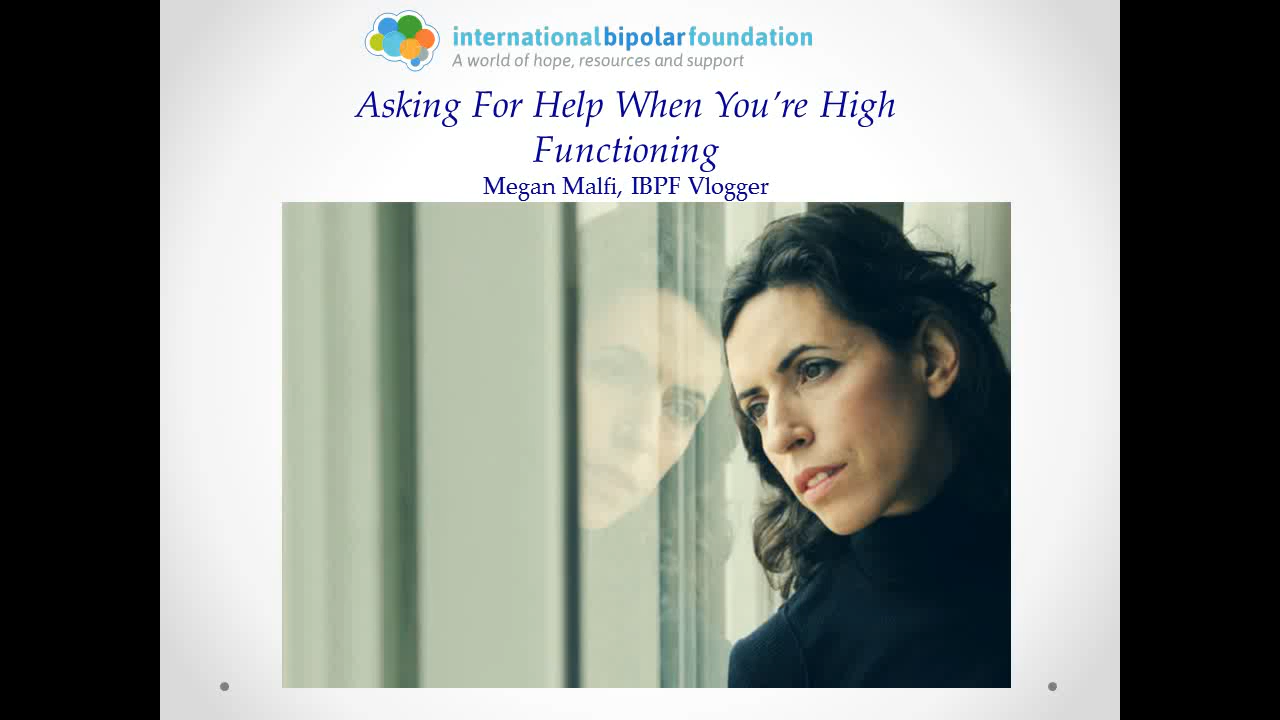 internationalbipolarfoundation
A world of hope, resources and support
Asking For Help When You’re High
Functioning
Megan Malfi, IBPF Vlogger